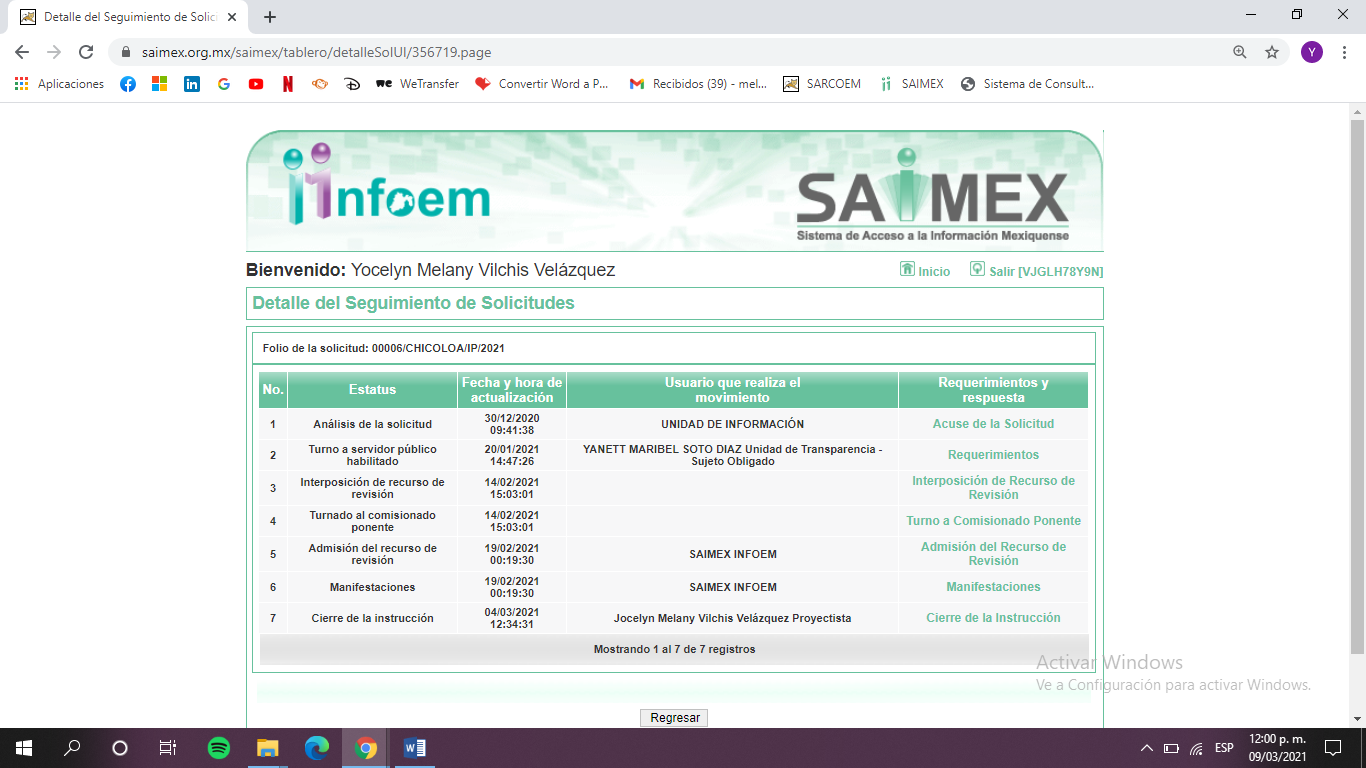 Detalle del Seguimiento de Solici
saimex.org.mx/saimex/tablero/detalleSolUI/356719.page
Y
Aplicaciones
WeTransfer
Convertir Word a P...
Recibidos (39) - mel...
SARCOEM
SAIMEX
Sistema de Consult...
infoem
SAIMEX
Sistema de Acceso a la Información Mexiquense
Bienvenido: Yocelyn Melany Vilchis Velázquez
Inicio
Salir [VJGLH78Y9N]
Detalle del Seguimiento de Solicitudes
Folio de la solicitud: 00006/CHICOLOA/IP/2021
No.
Estatus
Fecha y hora de
actualización
Usuario que realiza el
movimiento
Requerimientos y
respuesta
1
Análisis de la solicitud
30/12/2020
09:41:38
UNIDAD DE INFORMACIÓN
Acuse de la Solicitud
2
Turno a servidor público
habilitado
20/01/2021
14:47:26
YANETT MARIBEL SOTO DIAZ Unidad de Transparencia -
Sujeto Obligado
Requerimientos
3
Interposición de recurso de
revisión
14/02/2021
15:03:01
Interposición de Recurso de
Revisión
4
Turnado al comisionado
ponente
14/02/2021
15:03:01
Turno a Comisionado Ponente
5
Admisión del recurso de
revisión
19/02/2021
00:19:30
SAIMEX INFOEM
Admisión del Recurso de
Revisión
6
Manifestaciones
19/02/2021
00:19:30
SAIMEX INFOEM
Manifestaciones
7
Cierre de la instrucción
04/03/2021
12:34:31
Jocelyn Melany Vilchis Velázquez Proyectista
Cierre de la Instrucción
Mostrando 1 al 7 de 7 registros
Activar Windows
Ve a Configuración para activar Windows.
Regresar
ESP
12:00 p. m.
09/03/2021